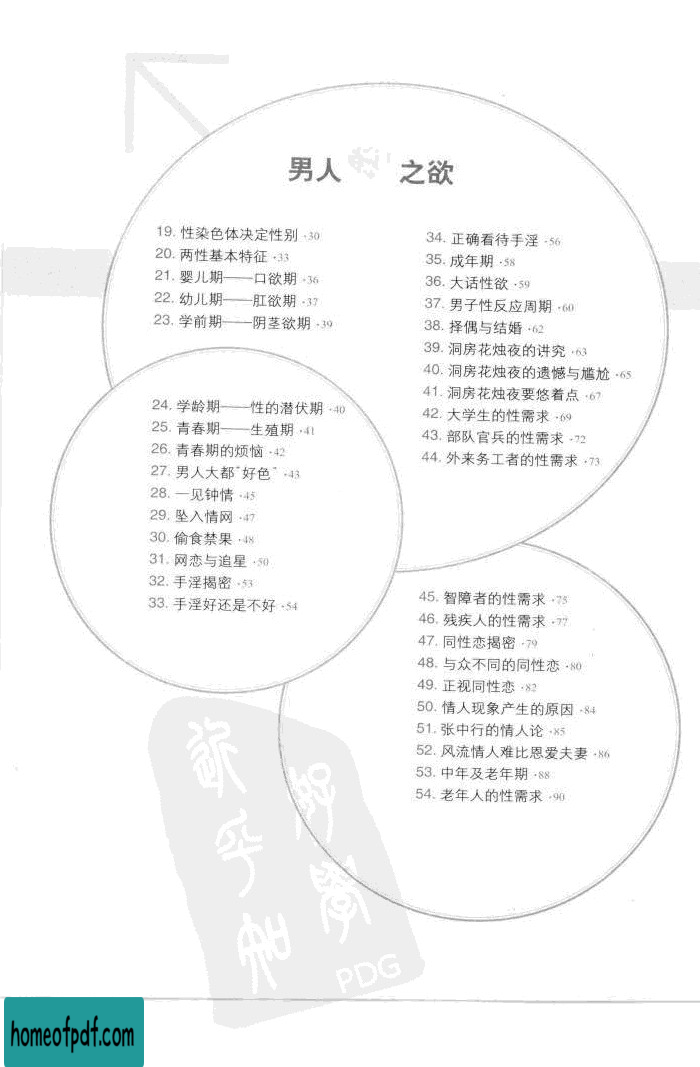 男人 之欲
19. 性染色体决定性别 ·30
20. 两性基本特征 ·33
21. 婴儿期——口欲期 ·36
22. 幼儿期——肛欲期 ·37
23. 学前期——阴茎欲期 ·39
24. 学龄期——性的潜伏期 ·40
25. 青春期——生殖期 ·41
26. 青春期的烦恼 ·42
27. 男人大都“好色” ·43
28. 一见钟情 ·45
29. 坠入情网 ·47
30. 偷食禁果 ·48
31. 网恋与追星 ·50
32. 手淫揭密 ·53
33. 手淫好还是不好 ·54
34. 正确看待手淫 ·56
35. 成年期 ·58
36. 大话性欲 ·59
37. 男子性反应周期 ·60
38. 择偶与结婚 ·62
39. 洞房花烛夜的讲究 ·63
40. 洞房花烛夜的遗憾与尴尬 ·65
41. 洞房花烛夜要悠着点 ·67
42. 大学生的性需求 ·69
43. 部队官兵的性需求 ·72
44. 外来务工者的性需求 ·73
45. 智障者的性需求 ·75
46. 残疾人的性需求 ·77
47. 同性恋揭密 ·79
48. 与众不同的同性恋 ·80
49. 正视同性恋 ·82
50. 情人现象产生的原因 ·84
51. 张中行的情人论 ·85
52. 风流情人难比恩爱夫妻 ·86
53. 中年及老年期 ·88
54. 老年人的性需求 ·90
PDG
homeofpdf.com